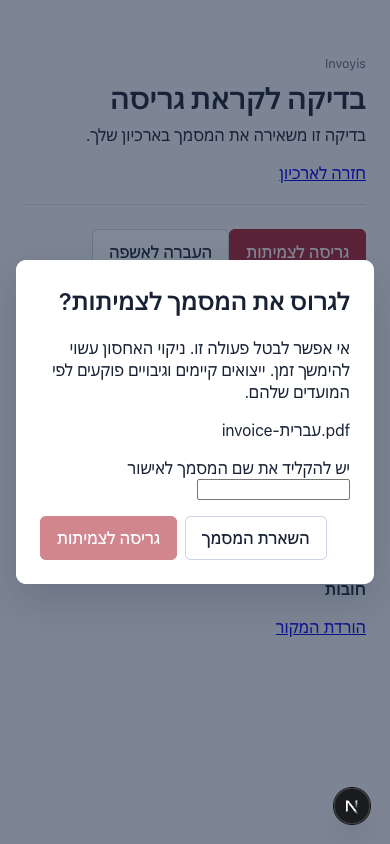 Invoyis
בדיקה לקראת גריסה
בדיקה זו משאירה את המסמך בארכיון שלך.
חזרה לארכיון
גריסה לצמיתות
העברה לאשפה
לגרוס את המסמך לצמיתות?
אי אפשר לבטל פעולה זו. ניקוי האחסון עשוי
להימשך זמן. ייצואים קיימים וגיבויים פוקעים לפי
המועדים שלהם.
invoice-עברית.pdf
יש להקליד את שם המסמך לאישור
השארת המסמך
גריסה לצמיתות
חובות
הורדת המקור